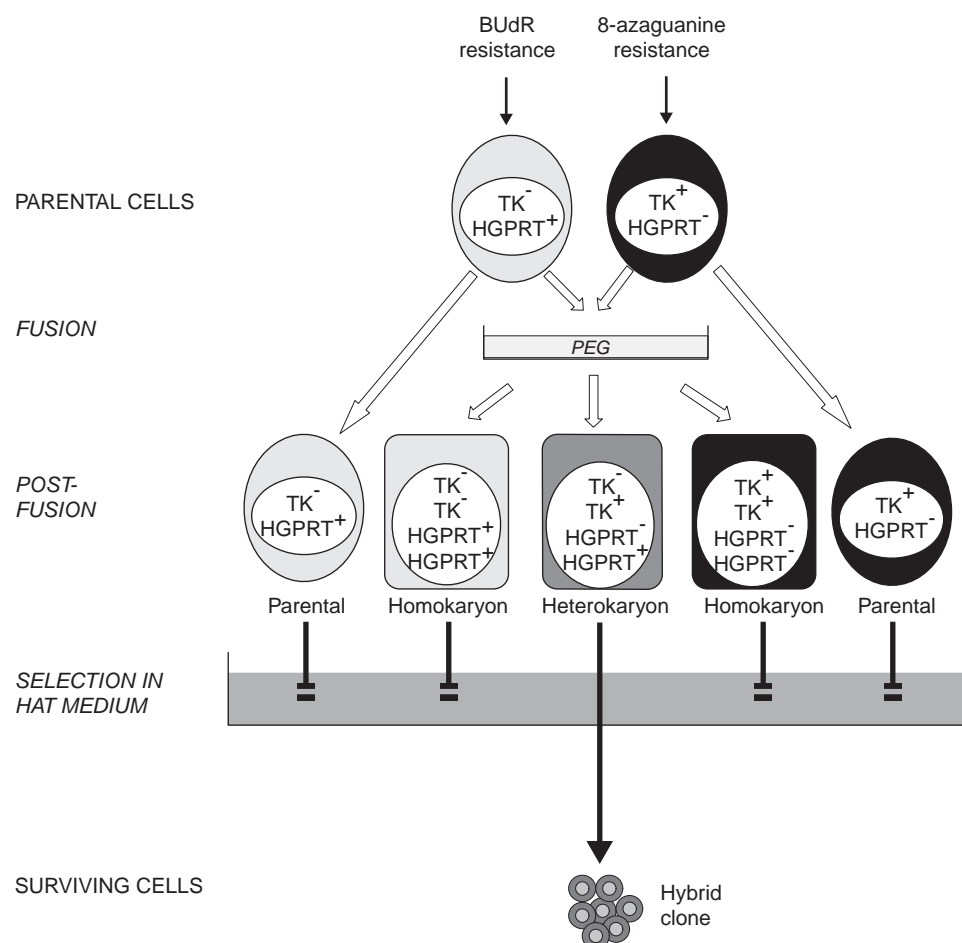 BUdR
resistance
8-azaguanine
resistance
PARENTAL CELLS
TK-
HGPRT+
TK+
HGPRT-
FUSION
PEG
POST-
FUSION
TK-
HGPRT+
TK-
TK-
HGPRT+
HGPRT+
TK-
TK+
HGPRT-
HGPRT+
TK+
TK+
HGPRT-
HGPRT-
TK+
HGPRT-
Parental
Homokaryon
Heterokaryon
Homokaryon
Parental
SELECTION IN
HAT MEDIUM
SURVIVING CELLS
Hybrid
clone